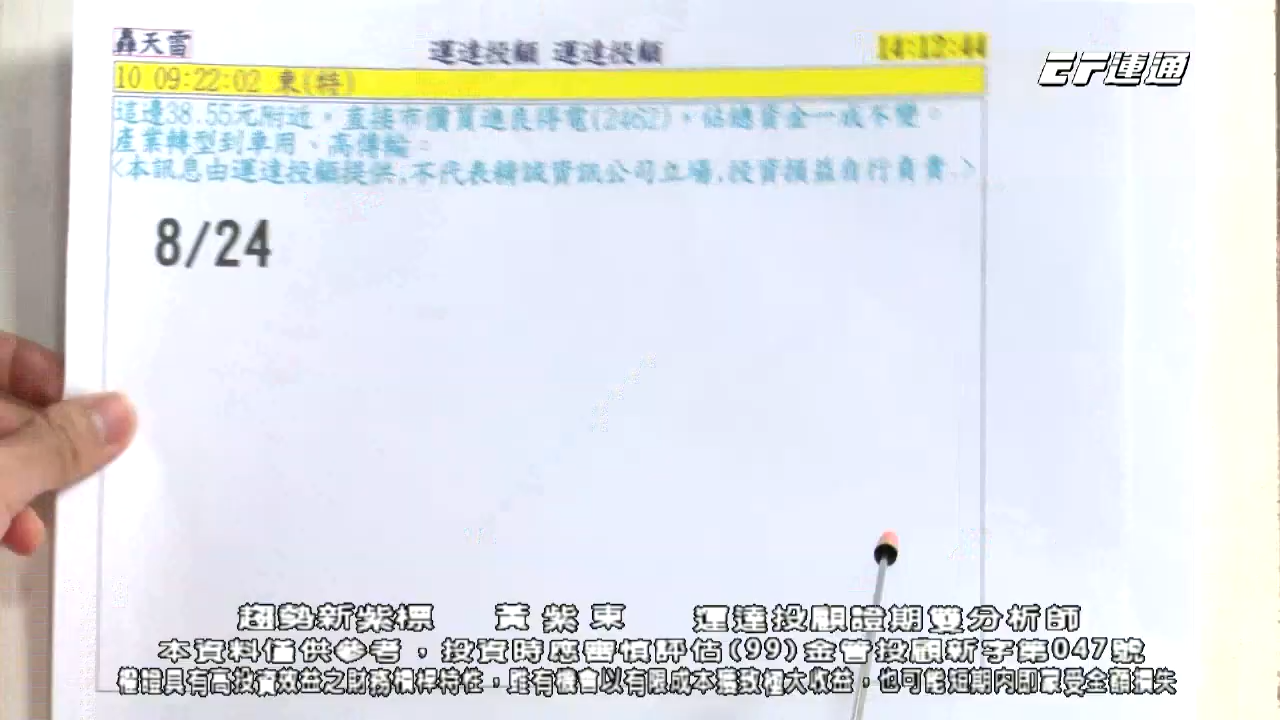 轟天雷
運達投顧 運達投顧
14:12:44
EF運通
10 09:22:02 東(特)
這邊38.55元附近，直接市價買進良得電(2462)，佔總資金一成不變。
產業轉型到車用、高傳輸。
<本訊息由運達投顧提供,不代表精誠資訊公司立場,投資損益自行負責.>
8/24
趨勢新紫標 黃紫東 運達投顧證期雙分析師
本資料僅供參考，投資時應審慎評估(99)金管投顧新字第047號
權證具有高投資效益之財務槓桿特性，雖有機會以有限成本獲致極大收益，也可能短期內即蒙受全額損失